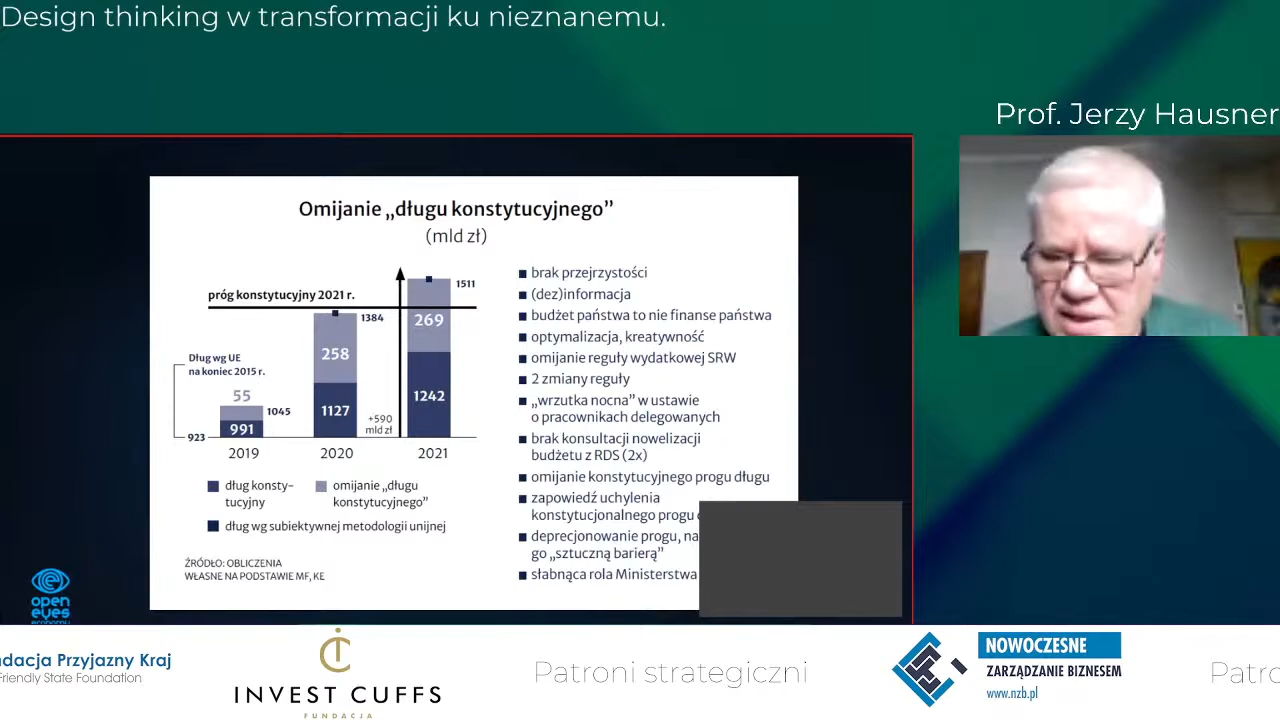 Design thinking w transformacji ku nieznanemu.
Prof. Jerzy Hausner
Omijanie „długu konstytucyjnego”
(mld zł)
próg konstytucyjny 2021 r.
Dług wg UE
na koniec 2015 r.
923
55
1045
991
2019
258
1384
1127
2020
+590
mld zł
1511
269
1242
2021
dług konsty-
tucyjny
omijanie „długu
konstytucyjnego”
dług wg subiektywnej metodologii unijnej
ŹRÓDŁO: OBLICZENIA
WŁASNE NA PODSTAWIE MF, KE
brak przejrzystości
(dez)informacja
budżet państwa to nie finanse państwa
optymalizacja, kreatywność
omijanie reguły wydatkowej SRW
2 zmiany reguły
„wrzutka nocna” w ustawie
o pracownikach delegowanych
brak konsultacji nowelizacji
budżetu z RDS (2x)
omijanie konstytucyjnego progu długu
zapowiedź uchylenia
konstytucjonalnego progu
deprecjonowanie progu,
go „sztuczną barierą”
słabnąca rola Ministerstwa
open
eyes
economy
Przyjazny Kraj
Friendly State Foundation
INVEST CUFFS
FUNDACJA
Patroni strategiczni
NOWOCZESNE
ZARZĄDZANIE BIZNESEM
www.nzb.pl